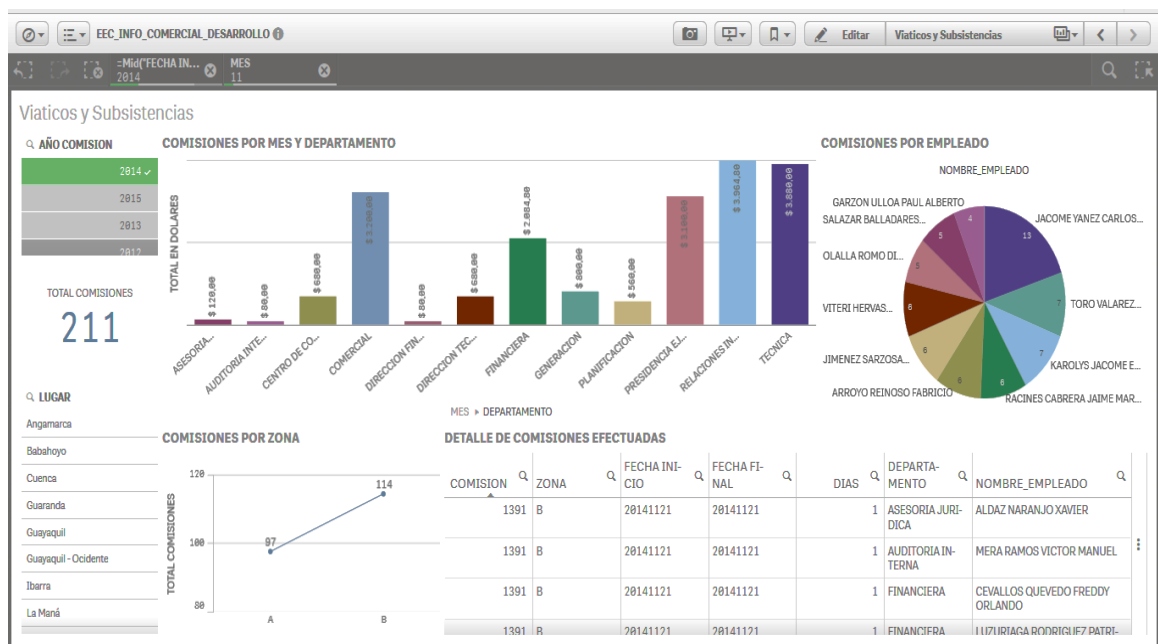 EEC_INFO_COMERCIAL_DESARROLLO
Editar
Viaticos y Subsistencias
=Mid("FECHA IN...
2014
MES
11
Viaticos y Subsistencias
AÑO COMISION
2014
2015
2013
2012
TOTAL COMISIONES
211
LUGAR
Angamarca
Babahoyo
Cuenca
Guaranda
Guayaquil
Guayaquil - Ocidente
Ibarra
La Maná
COMISIONES POR MES Y DEPARTAMENTO
TOTAL EN DOLARES
$ 120,00
$ 80,00
$ 680,00
$ 3.200,00
$ 80,00
$ 680,00
$ 2.084,80
$ 800,00
$ 560,00
$ 3.100,00
$ 3.964,80
$ 3.880,00
ASESORIA...
AUDITORIA INTE...
CENTRO DE CO...
COMERCIAL
DIRECCION FIN...
DIRECCION TEC...
FINANCIERA
GENERACION
PLANIFICACION
PRESIDENCIA EJ...
RELACIONES IN...
TECNICA
MES ▸ DEPARTAMENTO
COMISIONES POR EMPLEADO
NOMBRE_EMPLEADO
GARZON ULLOA PAUL ALBERTO
SALAZAR BALLADARES...
OLALLA ROMO DI...
VITERI HERVAS...
JIMENEZ SARZOSA...
ARROYO REINOSO FABRICIO
JACOME YANEZ CARLOS...
TORO VALAREZ...
KAROLYS JACOME E...
RACINES CABRERA JAIME MAR...
4
13
5
5
7
6
7
6
6
6
COMISIONES POR ZONA
TOTAL COMISIONES
120
100
80
97
114
A
B
DETALLE DE COMISIONES EFECTUADAS
COMISION ZONA FECHA INI-
CIO FECHA FI-
NAL DIAS DEPARTA-
MENTO NOMBRE_EMPLEADO
1391 B 20141121 20141121 1 ASESORIA JURI-
DICA ALDAZ NARANJO XAVIER
1391 B 20141121 20141121 1 AUDITORIA IN-
TERNA MERA RAMOS VICTOR MANUEL
1391 B 20141121 20141121 1 FINANCIERA CEVALLOS QUEVEDO FREDDY
ORLANDO
1391 B 20141121 20141121 1 FINANCIERA LUZURIAGA RODRIGUEZ PATRI-